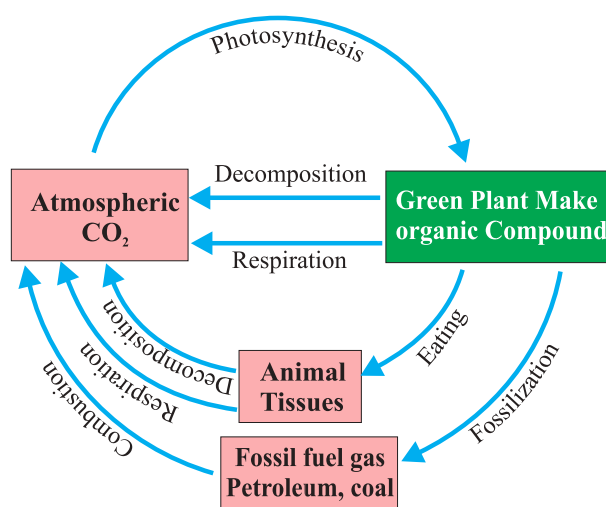 Photosynthesis
Decomposition
Atmospheric
CO₂
Green Plant Make
organic Compound
Respiration
Eating
Decomposition
Respiration
Combustion
Fossilization
Animal
Tissues
Fossil fuel gas
Petroleum, coal